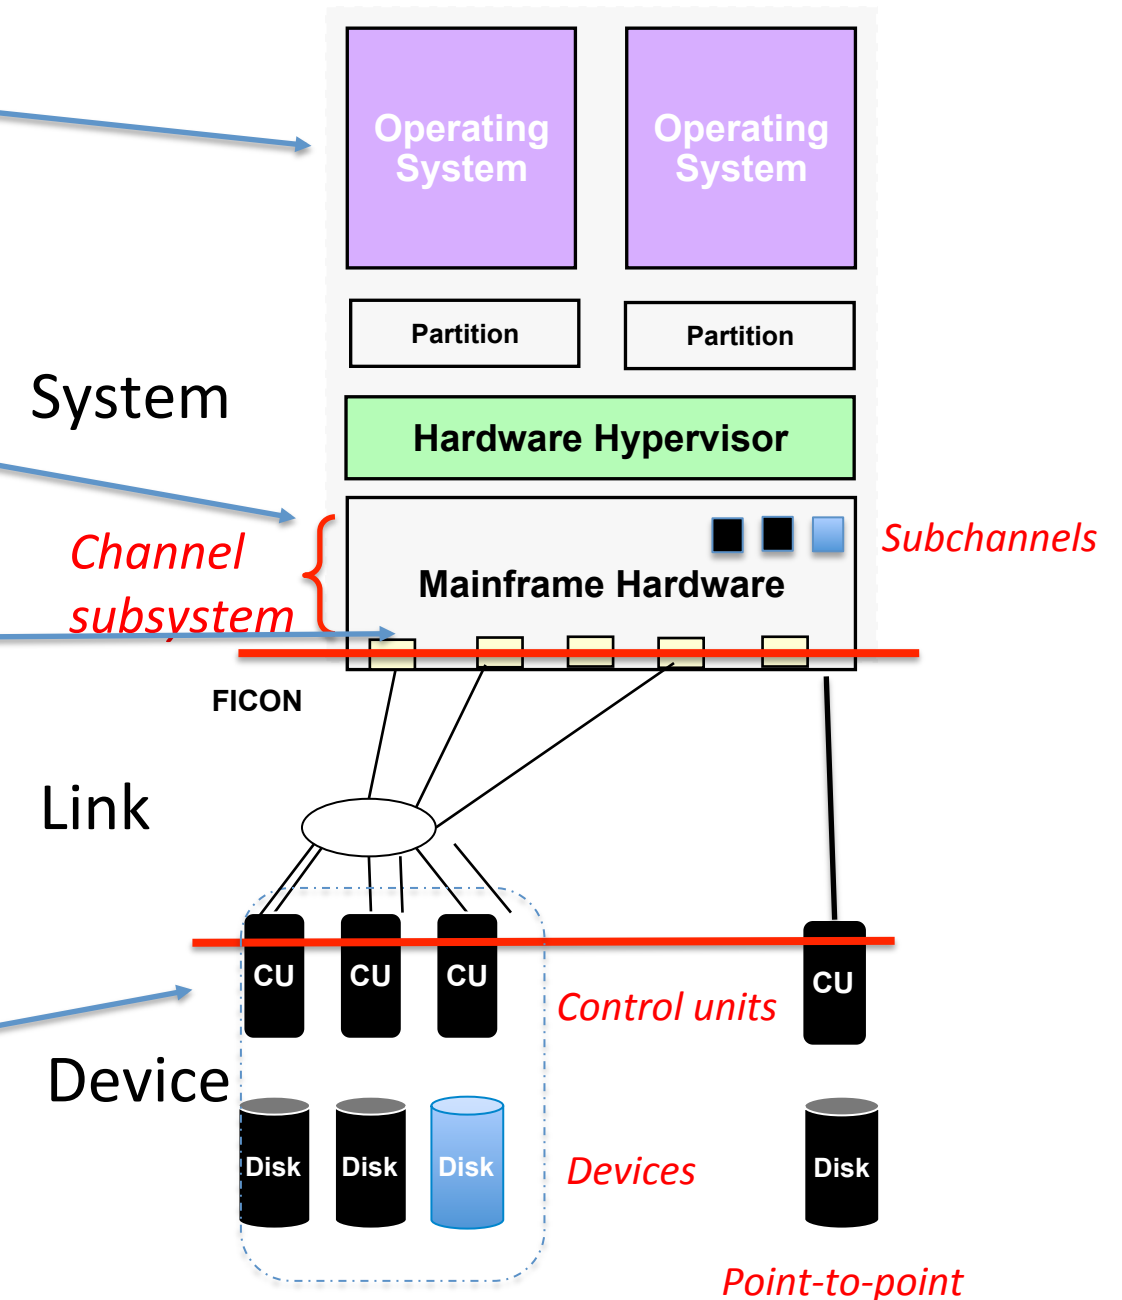 Operating
System
Operating
System
Partition
Partition
System
Hardware Hypervisor
Channel
subsystem
Subchannels
Mainframe Hardware
FICON
Link
CU
CU
CU
CU
Control units
Device
Disk
Disk
Disk
Devices
Disk
Point-to-point